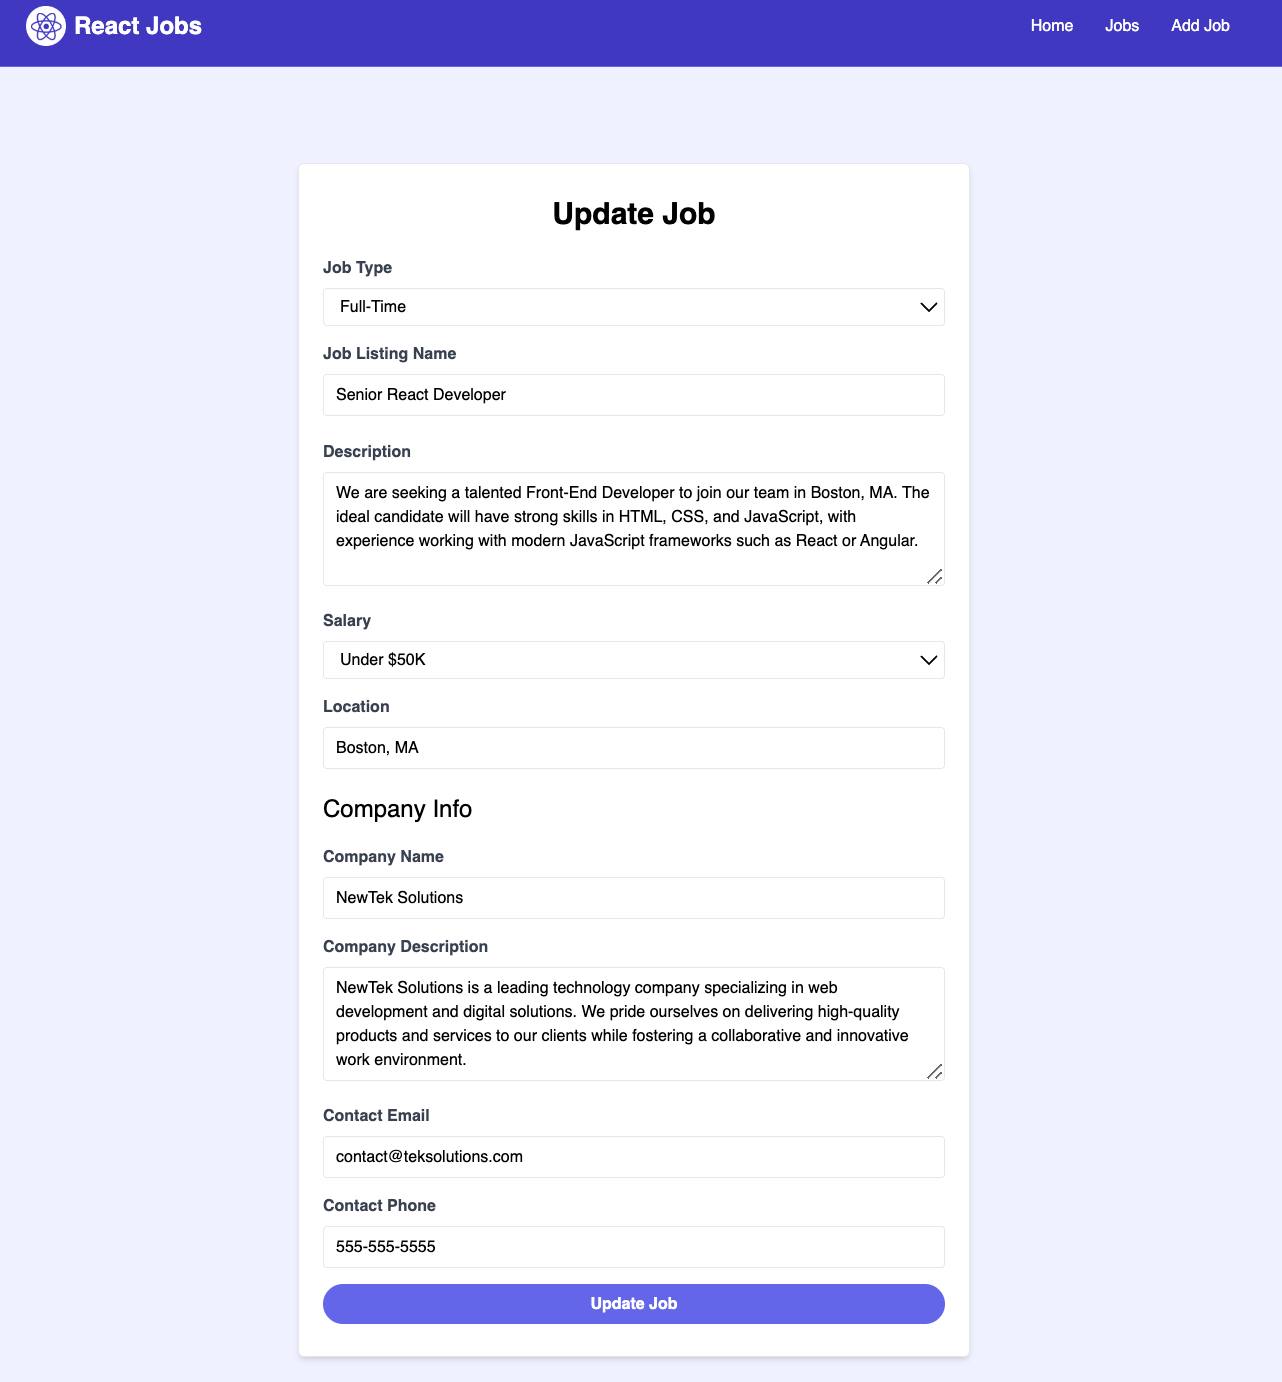 React Jobs
Home Jobs Add Job
Update Job
Job Type
Full-Time
Job Listing Name
Senior React Developer
Description
We are seeking a talented Front-End Developer to join our team in Boston, MA. The
ideal candidate will have strong skills in HTML, CSS, and JavaScript, with
experience working with modern JavaScript frameworks such as React or Angular.
Salary
Under $50K
Location
Boston, MA
Company Info
Company Name
NewTek Solutions
Company Description
NewTek Solutions is a leading technology company specializing in web
development and digital solutions. We pride ourselves on delivering high-quality
products and services to our clients while fostering a collaborative and innovative
work environment.
Contact Email
contact@teksolutions.com
Contact Phone
555-555-5555
Update Job